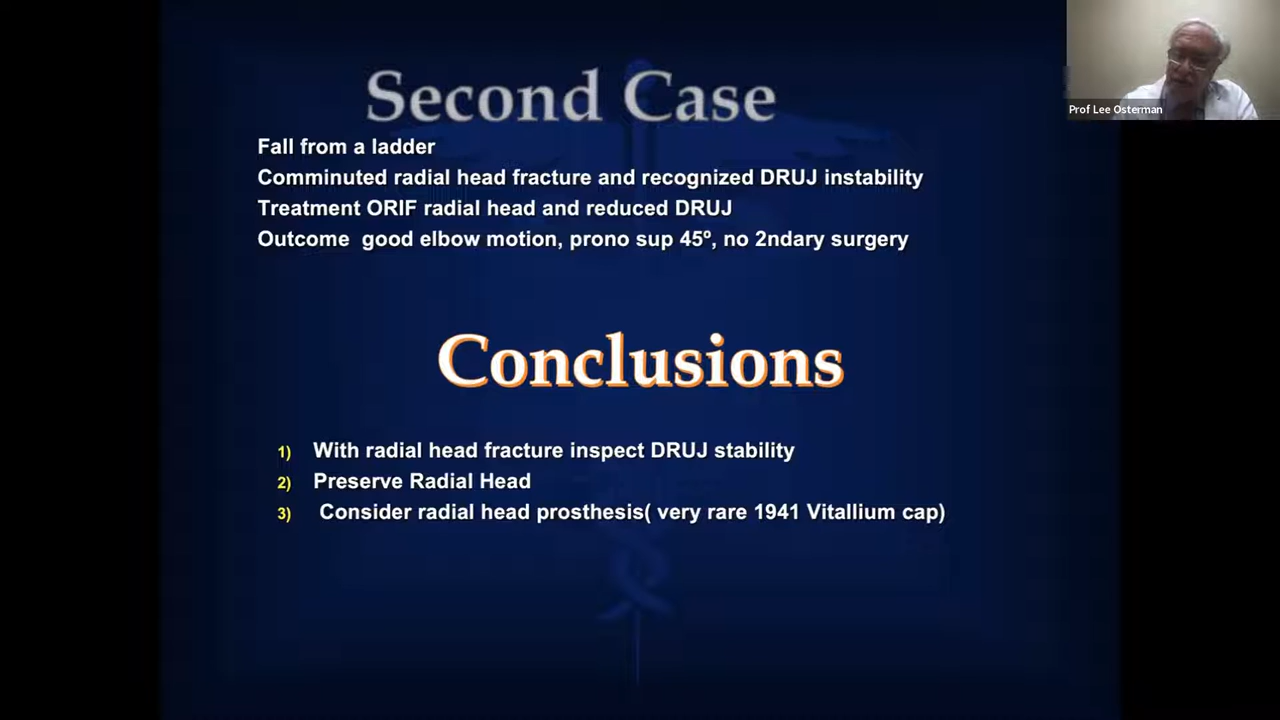 Second Case
Fall from a ladder
Comminuted radial head fracture and recognized DRUJ instability
Treatment ORIF radial head and reduced DRUJ
Outcome  good elbow motion, prono sup 45º, no 2ndary surgery
Conclusions
1) With radial head fracture inspect DRUJ stability
2) Preserve Radial Head
3) Consider radial head prosthesis( very rare 1941 Vitallium cap)
Prof Lee Osterman